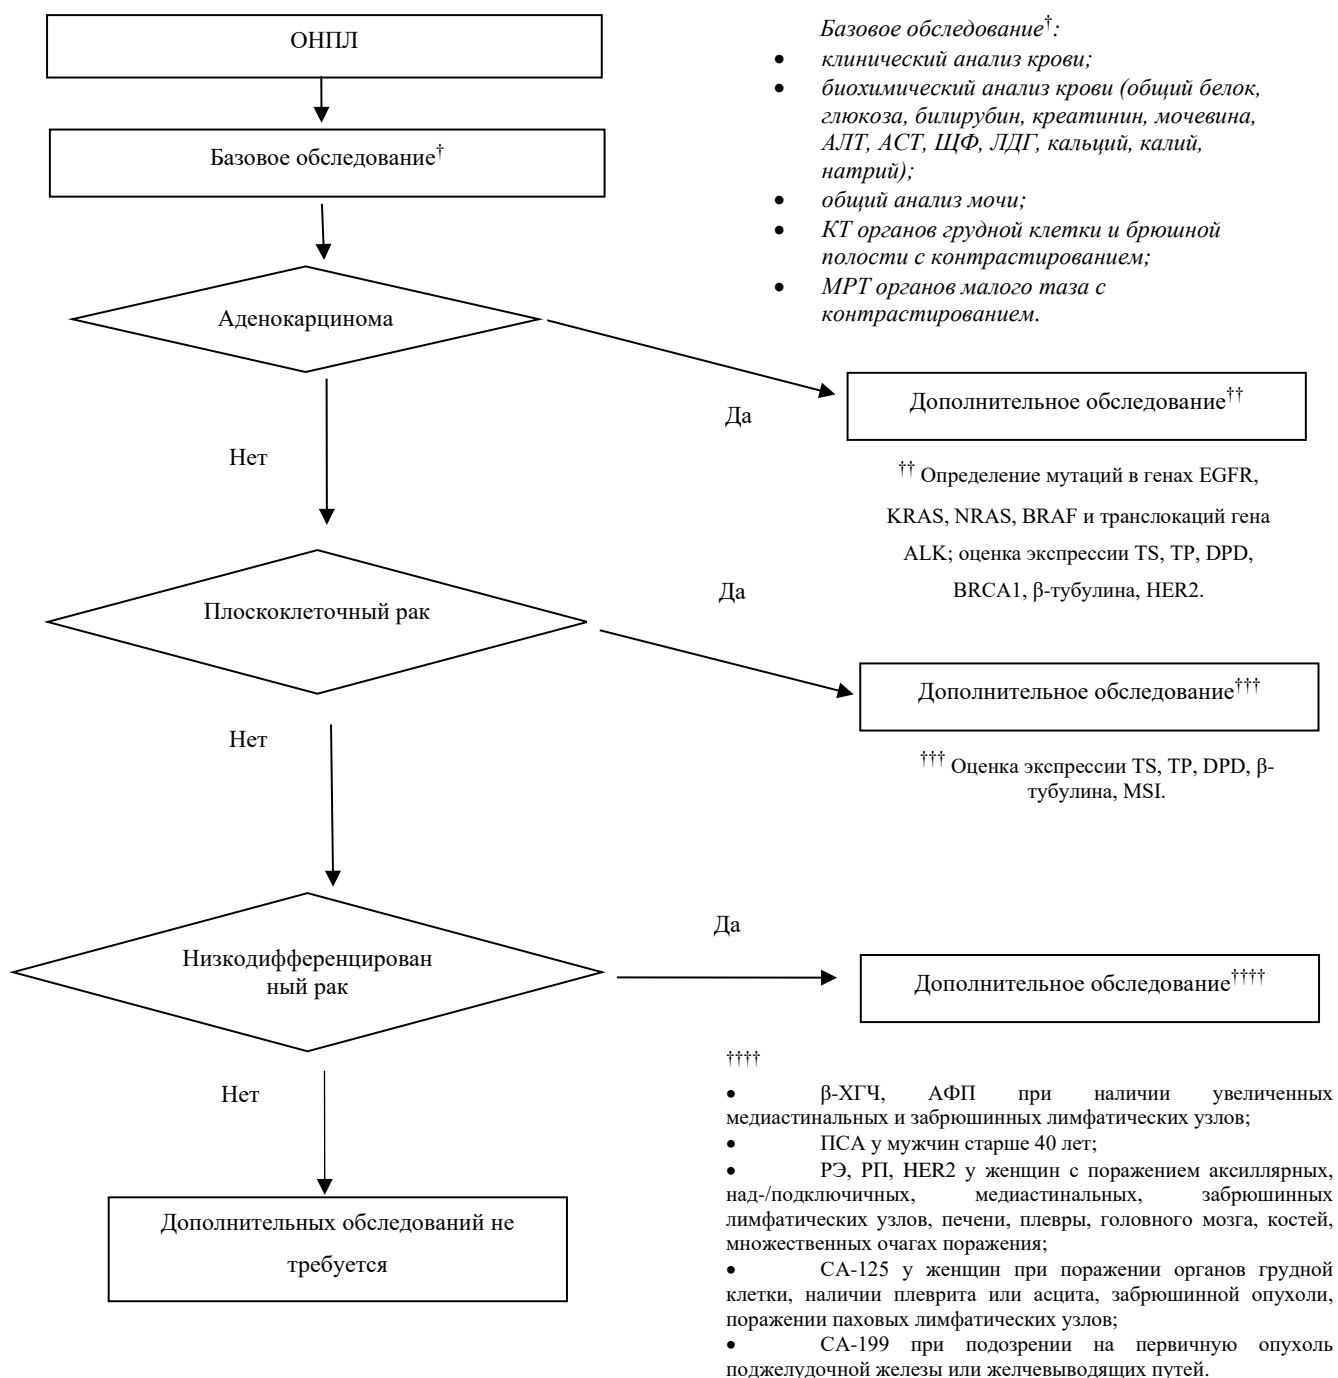 ОНПЛ
Базовое обследование†
Базовое обследование†:
• клинический анализ крови;
• биохимический анализ крови (общий белок,
глюкоза, билирубин, креатинин, мочевина,
АЛТ, АСТ, ЩФ, ЛДГ, кальций, калий,
натрий);
• общий анализ мочи;
• КТ органов грудной клетки и брюшной
полости с контрастированием;
• МРТ органов малого таза с
контрастированием.
Аденокарцинома
Да
Дополнительное обследование††
†† Определение мутаций в генах EGFR,
KRAS, NRAS, BRAF и транслокаций гена
ALK; оценка экспрессии TS, TP, DPD,
BRCA1, β-тубулина, HER2.
Нет
Плоскоклеточный рак
Да
Дополнительное обследование†††
††† Оценка экспрессии TS, TP, DPD, β-
тубулина, MSI.
Нет
Низкодифференцирован
ный рак
Да
Дополнительное обследование††††
††††
• β-ХГЧ, АФП при наличии увеличенных
медиастинальных и забрюшинных лимфатических узлов;
• ПСА у мужчин старше 40 лет;
• РЭ, РП, HER2 у женщин с поражением аксиллярных,
над-/подключичных, медиастинальных, забрюшинных
лимфатических узлов, печени, плевры, головного мозга, костей,
множественных очагах поражения;
• СА-125 у женщин при поражении органов грудной
клетки, наличии плеврита или асцита, забрюшинной опухоли,
поражении паховых лимфатических узлов;
• СА-199 при подозрении на первичную опухоль
поджелудочной железы или желчевыводящих путей.
Нет
Дополнительных обследований не
требуется